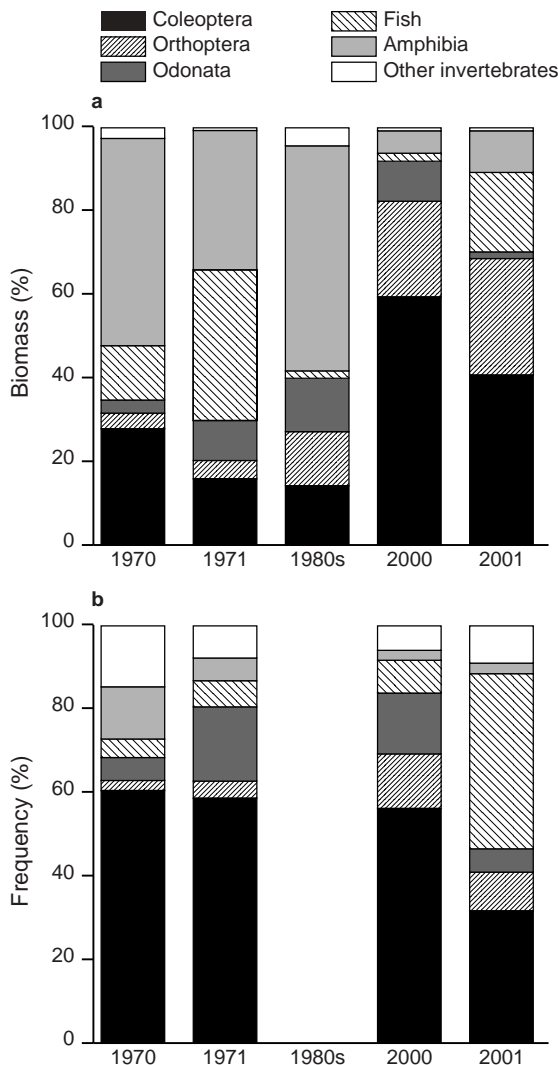 Coleoptera Fish
Orthoptera Amphibia
Odonata Other invertebrates
a
100
80
60
40
20
0
Biomass (%)
1970 1971 1980s 2000 2001
b
100
80
60
40
20
0
Frequency (%)
1970 1971 1980s 2000 2001